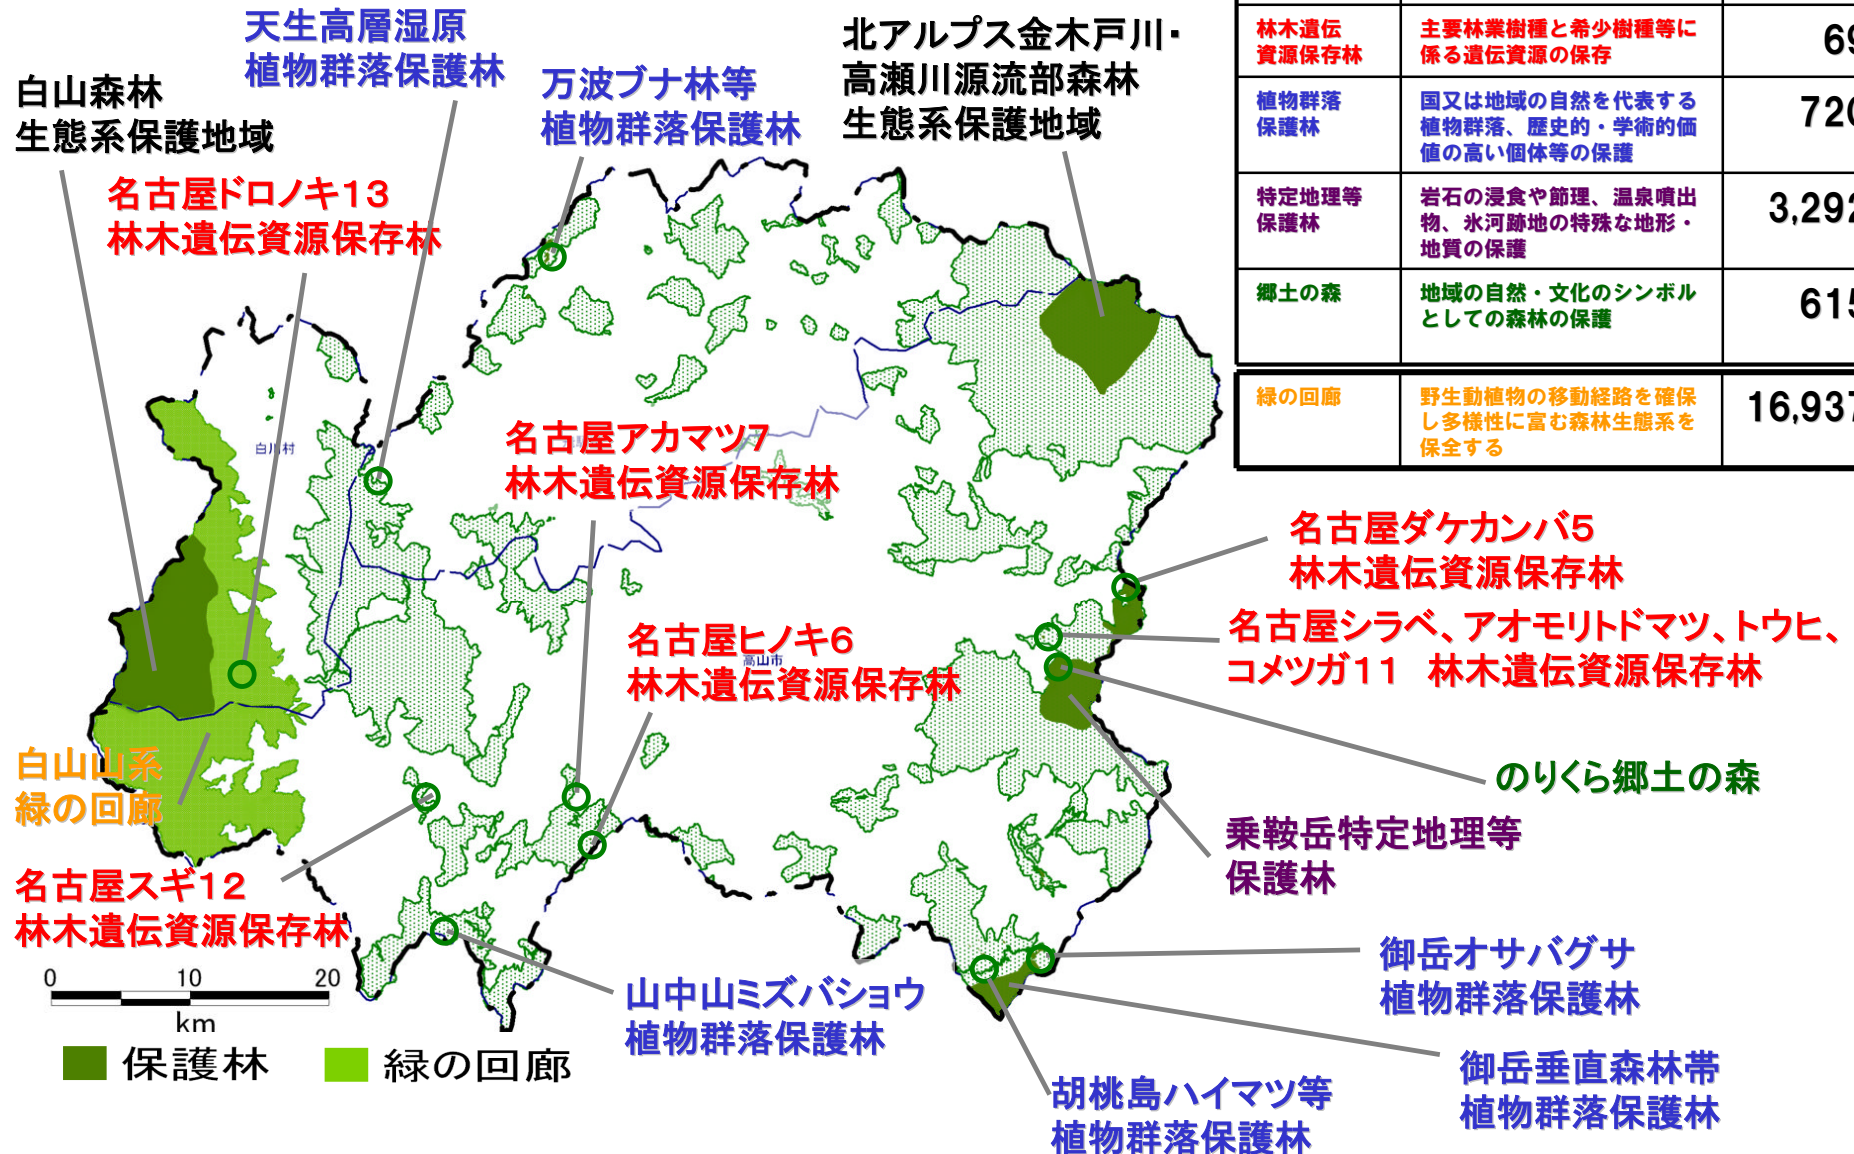 天生高層湿原
植物群落保護林
万波ブナ林等
植物群落保護林
北アルプス金木戸川・
高瀬川源流部森林
生態系保護地域
白山森林
生態系保護地域
名古屋ドロノキ13
林木遺伝資源保存林
林木遺伝
資源保存林
主要林業樹種と希少樹種等に
係る遺伝資源の保存
69
植物群落
保護林
国又は地域の自然を代表する
植物群落、歴史的・学術的価
値の高い個体等の保護
720
特定地理等
保護林
岩石の浸食や節理、温泉噴出
物、氷河跡地の特殊な地形・
地質の保護
3,292
郷土の森
地域の自然・文化のシンボル
としての森林の保護
615
緑の回廊
野生動植物の移動経路を確保
し多様性に富む森林生態系を
保全する
16,937
白川村
名古屋アカマツ7
林木遺伝資源保存林
名古屋ダケカンバ5
林木遺伝資源保存林
名古屋シラベ、アオモリトドマツ、トウヒ、
コメツガ11 林木遺伝資源保存林
名古屋ヒノキ6
林木遺伝資源保存林
高山市
白山山系
緑の回廊
のりくら郷土の森
乗鞍岳特定地理等
保護林
名古屋スギ12
林木遺伝資源保存林
御岳オサバグサ
植物群落保護林
山中山ミズバショウ
植物群落保護林
御岳垂直森林帯
植物群落保護林
胡桃島ハイマツ等
植物群落保護林
0 10 20
km
保護林
緑の回廊